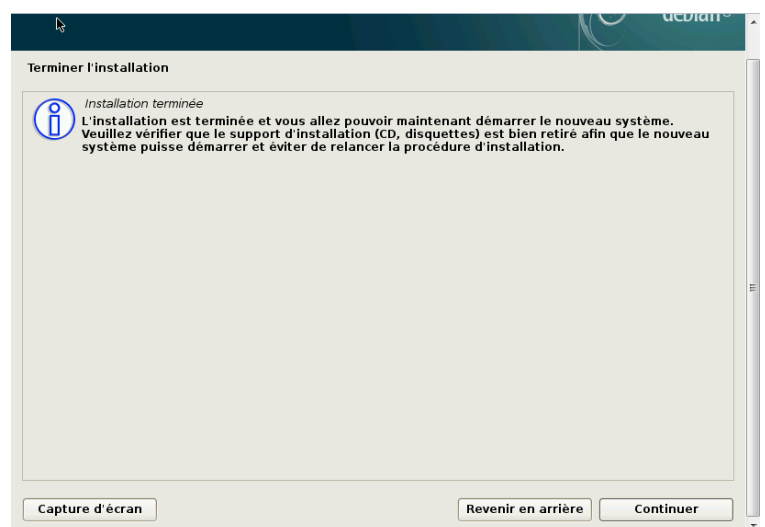 debian
Terminer l'installation
Installation terminée
L'installation est terminée et vous allez pouvoir maintenant démarrer le nouveau système.
Veuillez vérifier que le support d'installation (CD, disquettes) est bien retiré afin que le nouveau
système puisse démarrer et éviter de relancer la procédure d'installation.
Capture d'écran
Revenir en arrière
Continuer